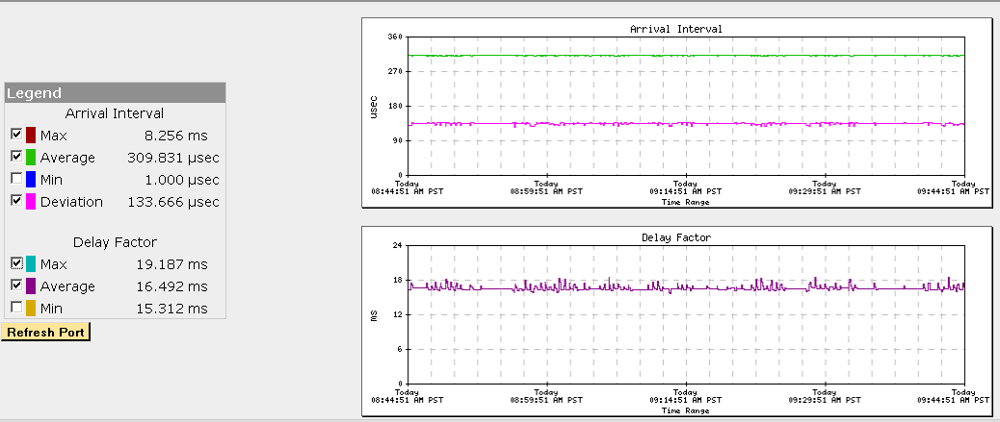 Legend
Arrival Interval
Max 8.256 ms
Average 309.831 µsec
Min 1.000 µsec
Deviation 133.666 µsec
Delay Factor
Max 19.187 ms
Average 16.492 ms
Min 15.312 ms
Refresh Port
Arrival Interval
360
270
180
90
0
usec
Today Today Today Today Today
08:44:51 AM PST 08:59:51 AM PST 09:14:51 AM PST 09:29:51 AM PST 09:44:51 AM PST
Time Range
Delay Factor
24
18
12
6
0
ms
Today Today Today Today Today
08:44:51 AM PST 08:59:51 AM PST 09:14:51 AM PST 09:29:51 AM PST 09:44:51 AM PST
Time Range